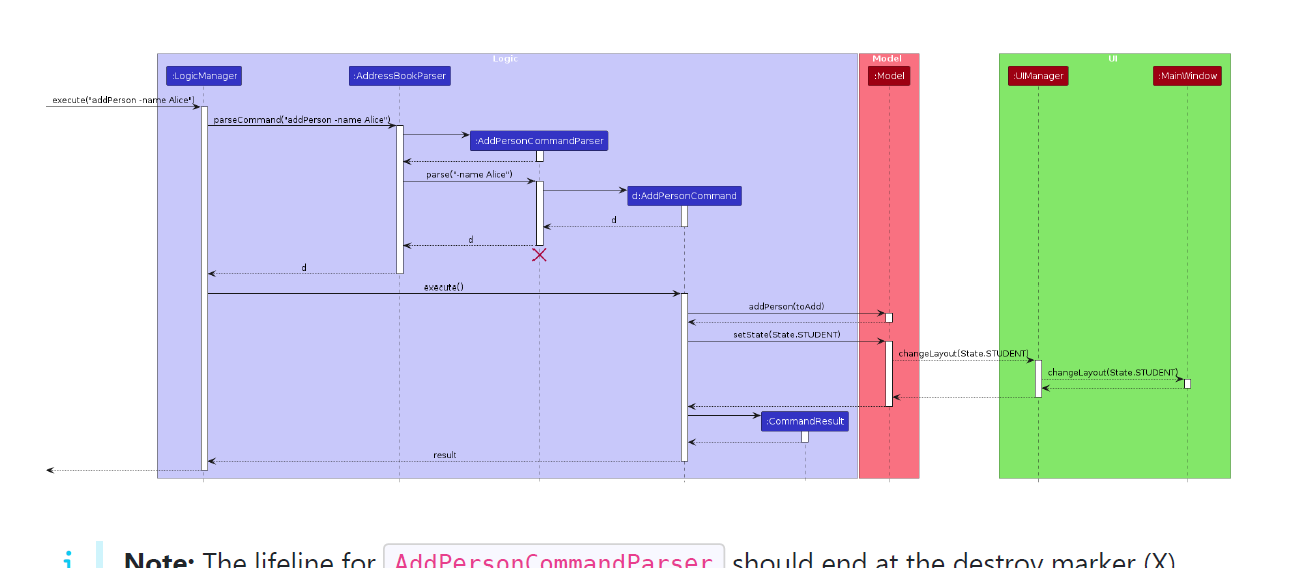 Logic
Model
UI
:LogicManager
:AddressBookParser
:Model
:UIManager
:MainWindow
execute("addPerson -name Alice")
parseCommand("addPerson -name Alice")
:AddPersonCommandParser
parse("-name Alice")
d:AddPersonCommand
d
d
d
execute()
addPerson(toAdd)
setState(State.STUDENT)
changeLayout(State.STUDENT)
changeLayout(State.STUDENT)
:CommandResult
result
i
Note: The lifeline for AddPersonCommandParser should end at the destroy marker (X)